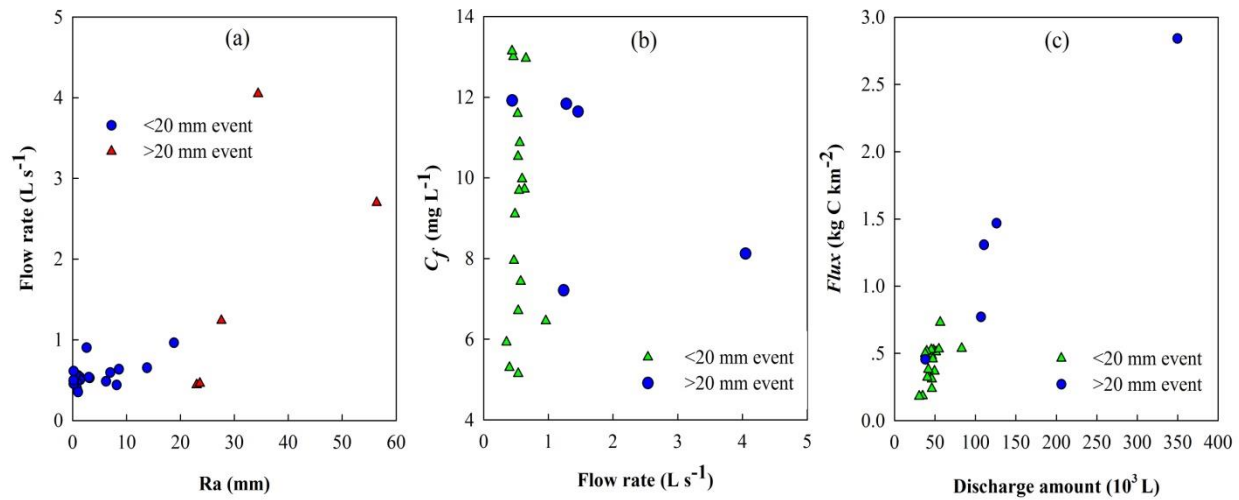 (a)
5
4
3
2
1
0
<20 mm event
>20 mm event
Flow rate (L s⁻¹)
0 10 20 30 40 50 60
Ra (mm)
(b)
14
12
10
8
6
4
C_f (mg L⁻¹)
<20 mm event
>20 mm event
0 1 2 3 4 5
Flow rate (L s⁻¹)
(c)
3.0
2.5
2.0
1.5
1.0
.5
0.0
Flux (kg C km⁻²)
<20 mm event
>20 mm event
0 50 100 150 200 250 300 350 400
Discharge amount (10³ L)